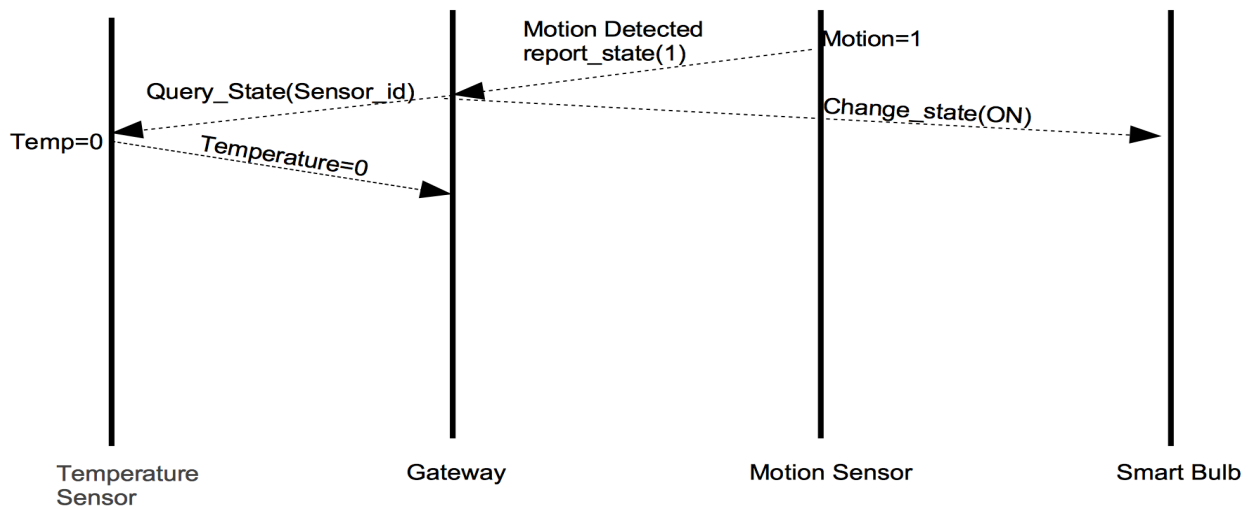 Motion Detected
report_state(1)
Motion=1
Query_State(Sensor_id)
Change_state(ON)
Temp=0
Temperature=0
Temperature
Sensor
Gateway
Motion Sensor
Smart Bulb